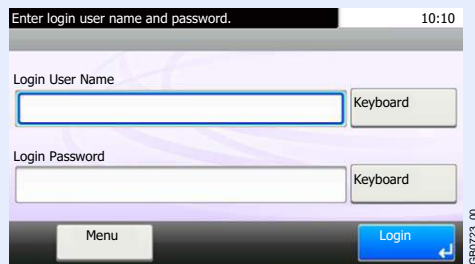 Enter login user name and password. 10:10
Login User Name
Keyboard
Login Password
Keyboard
Menu
Login
GB0723_00